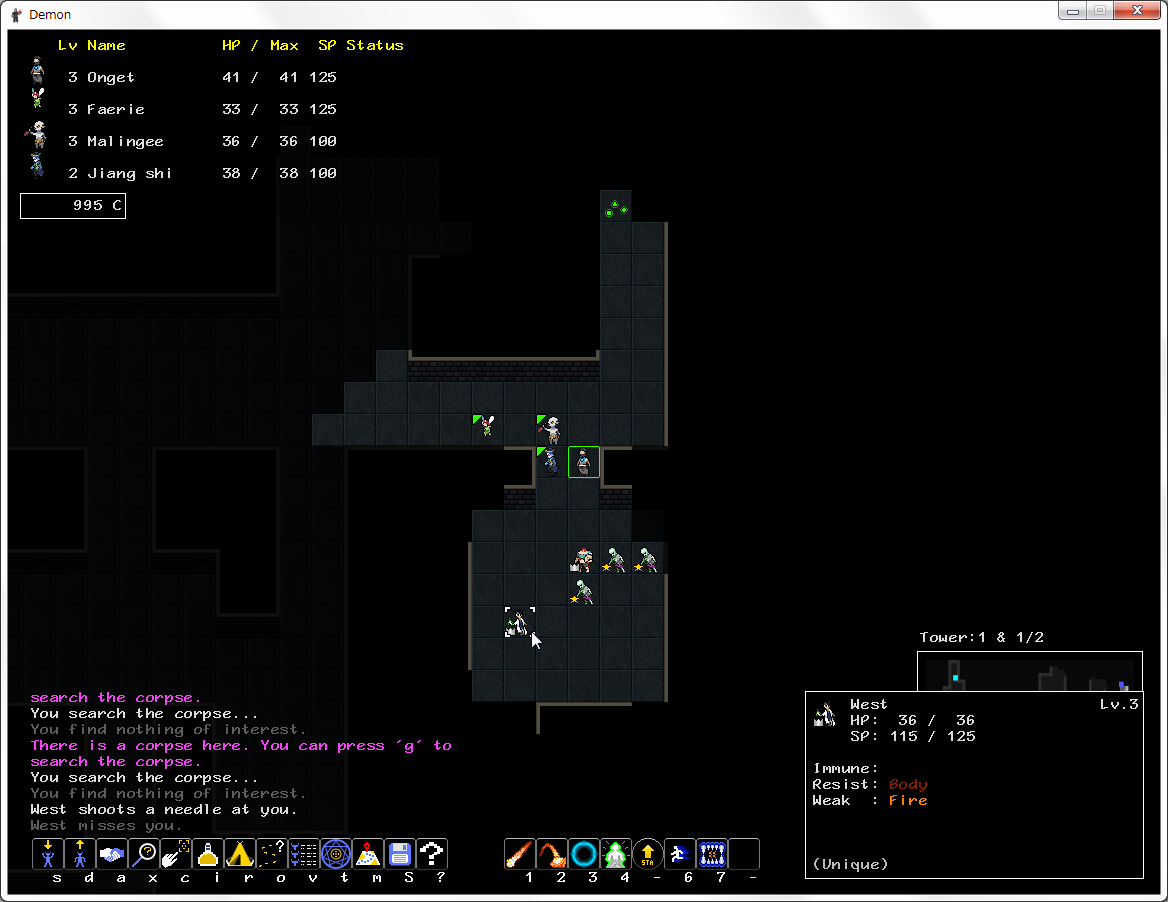 Demon
Lv Name HP / Max SP Status
3 Onget 41 / 41 125
3 Faerie 33 / 33 125
3 Malingee 36 / 36 100
2 Jiang shi 38 / 38 100
995 C
Tower:1 & 1/2
West Lv.3
HP: 36 / 36
SP: 115 / 125
Immune:
Resist: Body
Weak : Fire
(Unique)
search the corpse.
You search the corpse...
You find nothing of interest.
There is a corpse here. You can press ´g´ to
search the corpse.
You search the corpse...
You find nothing of interest.
West shoots a needle at you.
West misses you.
STA
s d a x c i r o v t m S ? 1 2 3 4 - 6 7 -